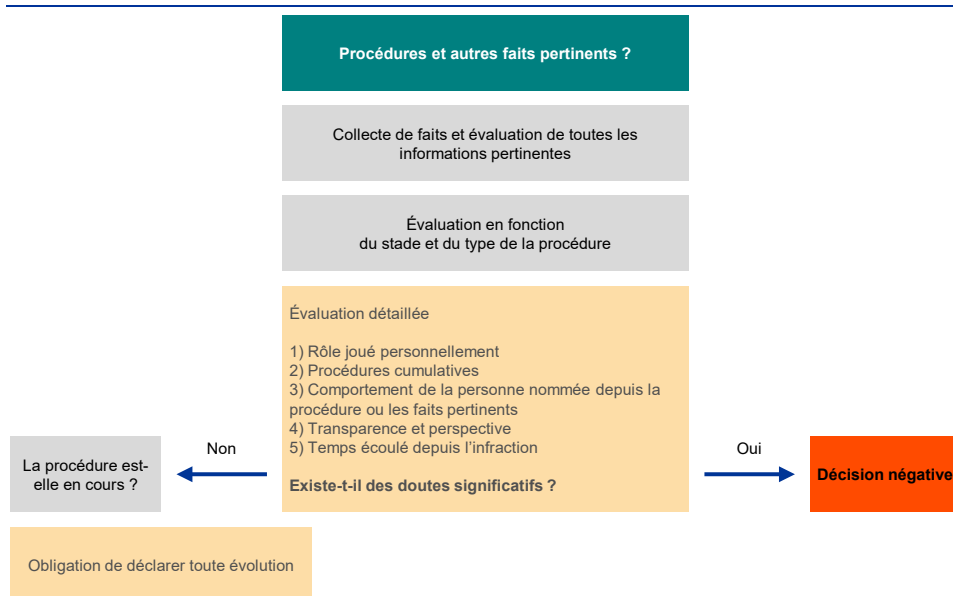 Procédures et autres faits pertinents ?
Collecte de faits et évaluation de toutes les
informations pertinentes
Évaluation en fonction
du stade et du type de la procédure
Évaluation détaillée
1) Rôle joué personnellement
2) Procédures cumulatives
3) Comportement de la personne nommée depuis la
procédure ou les faits pertinents
4) Transparence et perspective
5) Temps écoulé depuis l’infraction
Existe-t-il des doutes significatifs ?
Non
La procédure est-
elle en cours ?
Oui
Décision négative
Obligation de déclarer toute évolution